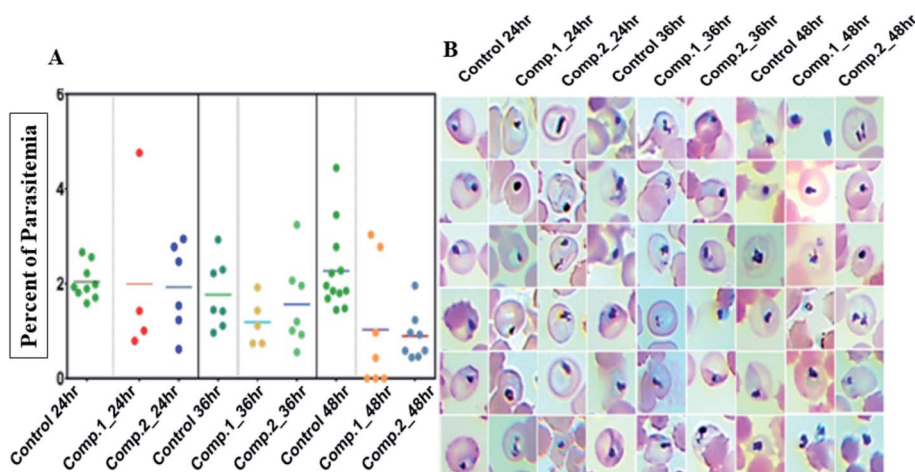 A
Percent of Parasitemia
6
4
2
0
Control 24hr
Comp.1_24hr
Comp.2_24hr
Control 36hr
Comp.1_36hr
Comp.2_36hr
Control 48hr
Comp.1_48hr
Comp.2_48hr
B
Control 24hr
Comp.1_24hr
Comp.2_24hr
Control 36hr
Comp.1_36hr
Comp.2_36hr
Control 48hr
Comp.1_48hr
Comp.2_48hr